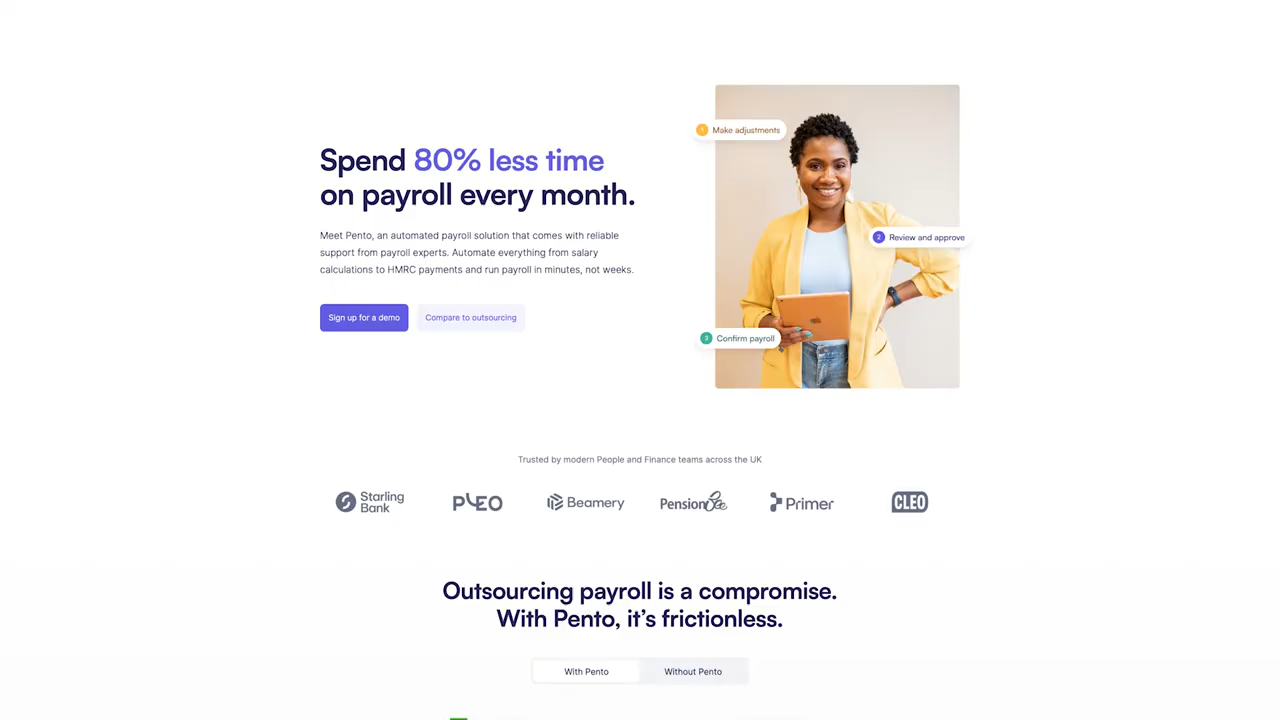 Spend 80% less time
on payroll every month.
Meet Pento, an automated payroll solution that comes with reliable
support from payroll experts. Automate everything from salary
calculations to HMRC payments and run payroll in minutes, not weeks.
Sign up for a demo
Compare to outsourcing
1 Make adjustments
2 Review and approve
3 Confirm payroll
Trusted by modern People and Finance teams across the UK
Starling
Bank
PLEO
Beamery
PensionBee
Primer
CLEO
Outsourcing payroll is a compromise.
With Pento, it’s frictionless.
With Pento
Without Pento